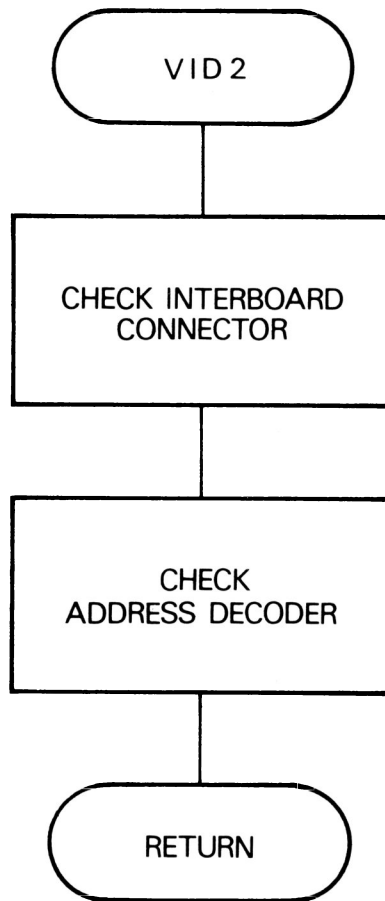 VID2
CHECK INTERBOARD
CONNECTOR
CHECK
ADDRESS DECODER
RETURN